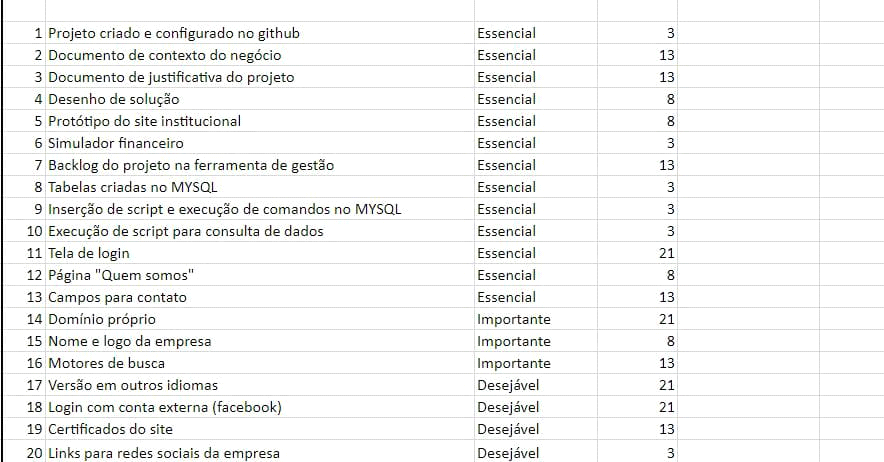 1 Projeto criado e configurado no github Essencial 3
2 Documento de contexto do negócio Essencial 13
3 Documento de justificativa do projeto Essencial 13
4 Desenho de solução Essencial 8
5 Protótipo do site institucional Essencial 8
6 Simulador financeiro Essencial 3
7 Backlog do projeto na ferramenta de gestão Essencial 13
8 Tabelas criadas no MYSQL Essencial 3
9 Inserção de script e execução de comandos no MYSQL Essencial 3
10 Execução de script para consulta de dados Essencial 3
11 Tela de login Essencial 21
12 Página "Quem somos" Essencial 8
13 Campos para contato Essencial 13
14 Domínio próprio Importante 21
15 Nome e logo da empresa Importante 8
16 Motores de busca Importante 13
17 Versão em outros idiomas Desejável 21
18 Login com conta externa (facebook) Desejável 21
19 Certificados do site Desejável 13
20 Links para redes sociais da empresa Desejável 3